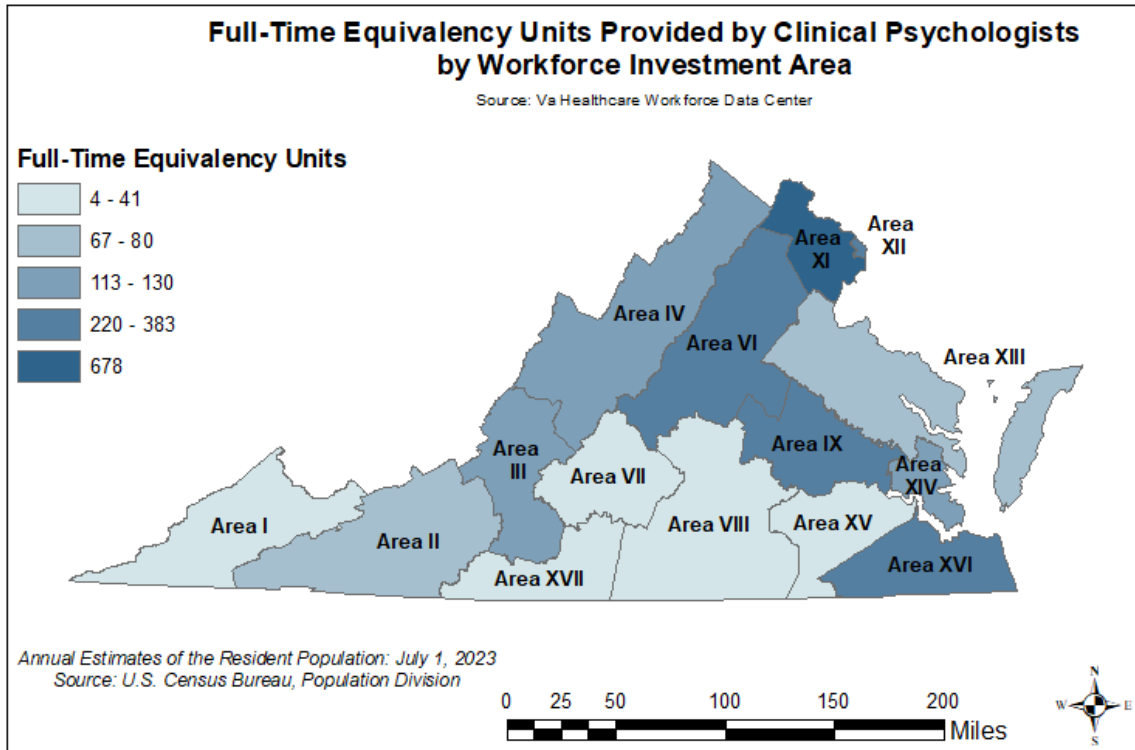 Full-Time Equivalency Units Provided by Clinical Psychologists
by Workforce Investment Area
Source: Va Healthcare Workforce Data Center
Full-Time Equivalency Units
4 - 41
67 - 80
113 - 130
220 - 383
678
Area
XI
Area
XII
Area IV
Area VI
Area XIII
Area
III
Area VII
Area IX
Area
XIV
Area I
Area II
Area VIII
Area XV
Area XVII
Area XVI
Annual Estimates of the Resident Population: July 1, 2023
Source: U.S. Census Bureau, Population Division
0 25 50 100 150 200
Miles
N
W E
S